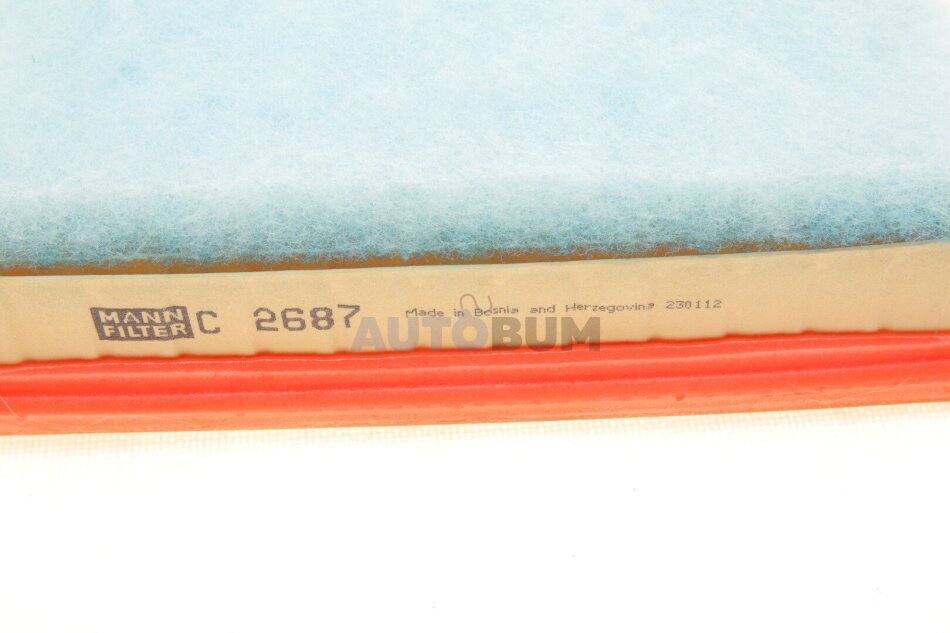 MANN
FILTER
C 2687
Made in Bosnia and Herzegovina 230112
AUTOBUM